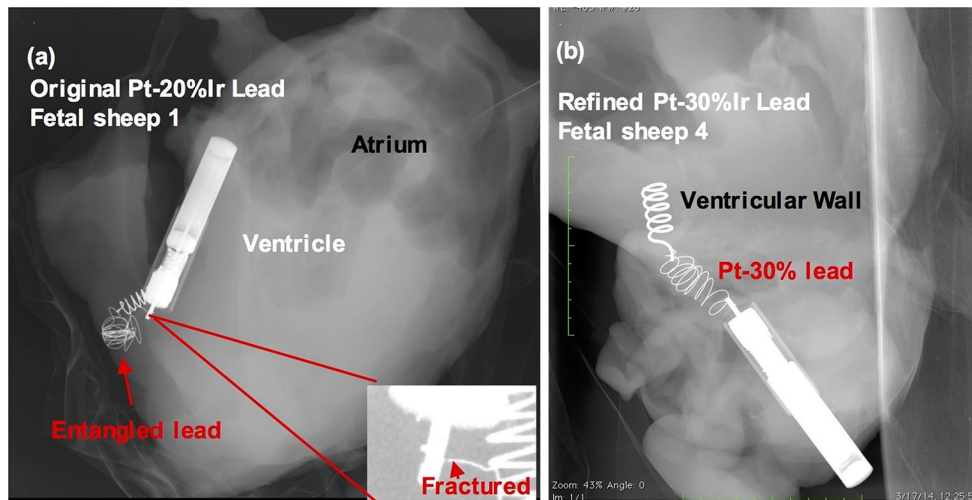 (a)
Original Pt-20%Ir Lead
Fetal sheep 1
Atrium
Ventricle
Entangled lead
Fractured
(b)
Refined Pt-30%Ir Lead
Fetal sheep 4
Ventricular Wall
Pt-30% lead
Zoom: 43% Angle: 0
Im: 1/1
3/17/14, 12:25:5